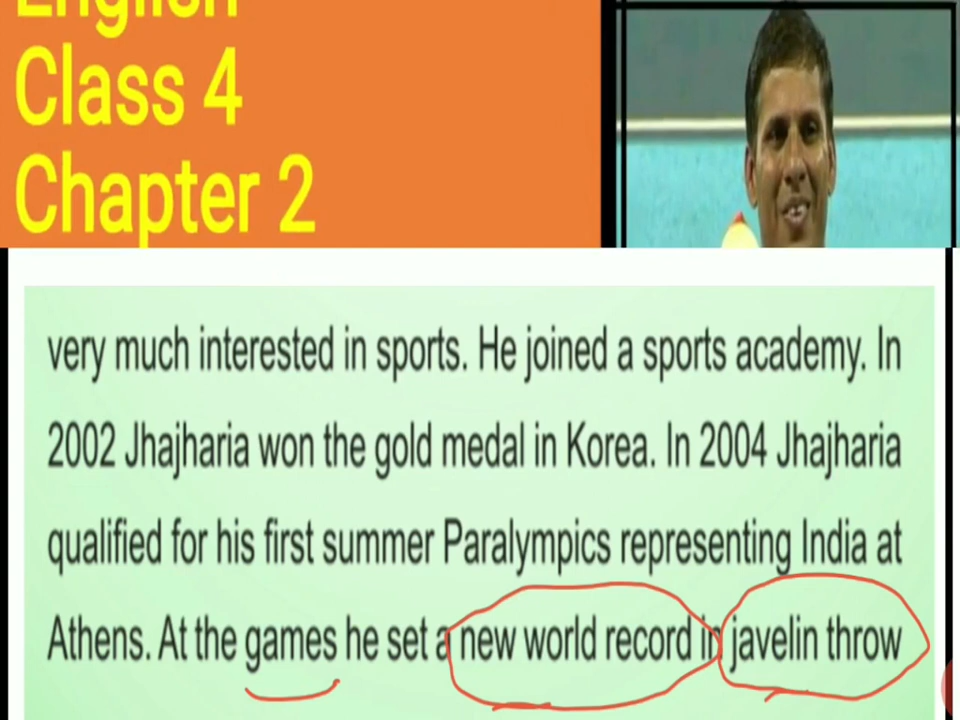 English
Class 4
Chapter 2
very much interested in sports. He joined a sports academy. In
2002 Jhajharia won the gold medal in Korea. In 2004 Jhajharia
qualified for his first summer Paralympics representing India at
Athens. At the games he set a new world record in javelin throw